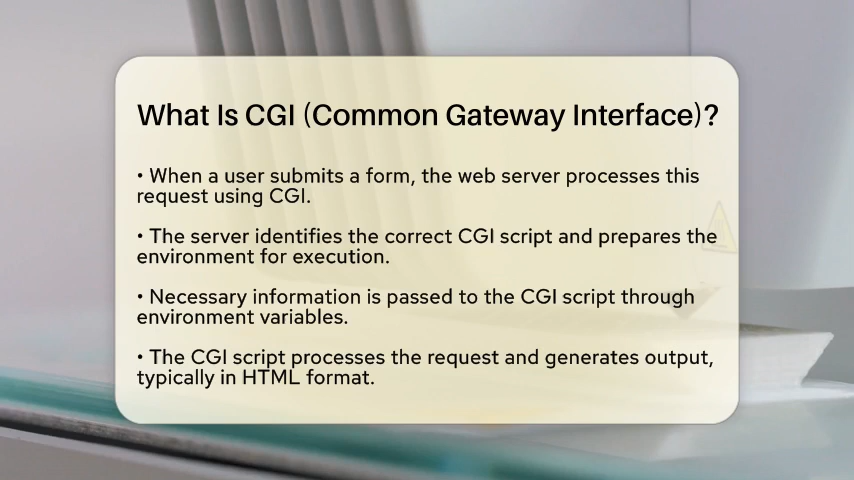 What Is CGI (Common Gateway Interface)?
• When a user submits a form, the web server processes this
request using CGI.
• The server identifies the correct CGI script and prepares the
environment for execution.
• Necessary information is passed to the CGI script through
environment variables.
• The CGI script processes the request and generates output,
typically in HTML format.